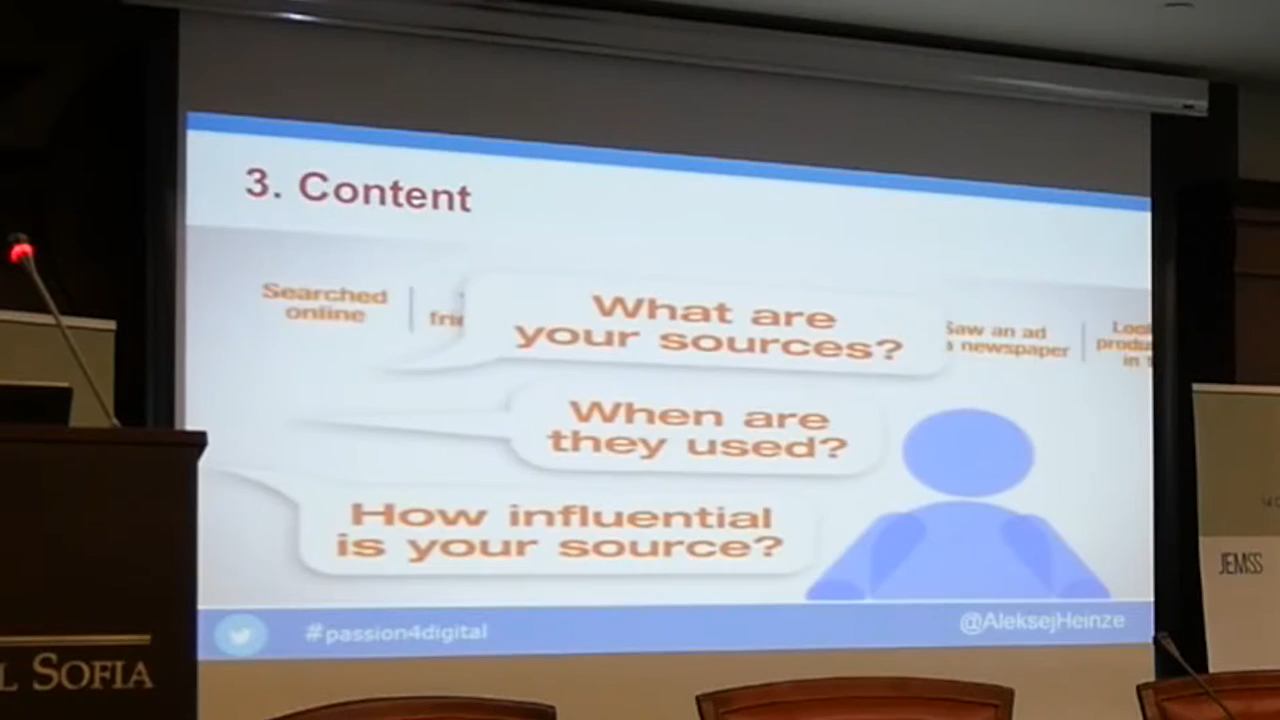 3. Content
Searched
online
What are
your sources?
Saw an ad
newspaper
When are
they used?
How influential
is your source?
#passion4digital
@AleksejHeinze
JEMSS
SOFIA